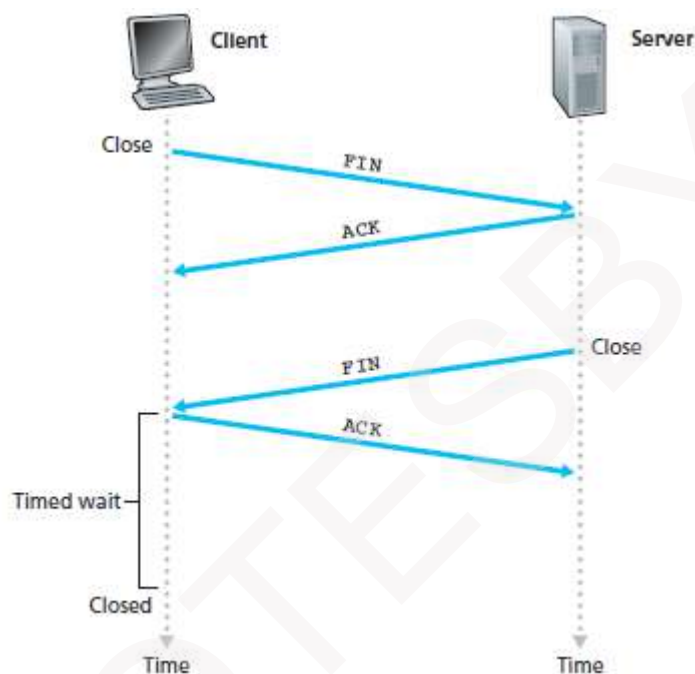 Client
Server
Close
FIN
ACK
Close
FIN
ACK
Timed wait
Closed
Time
Time